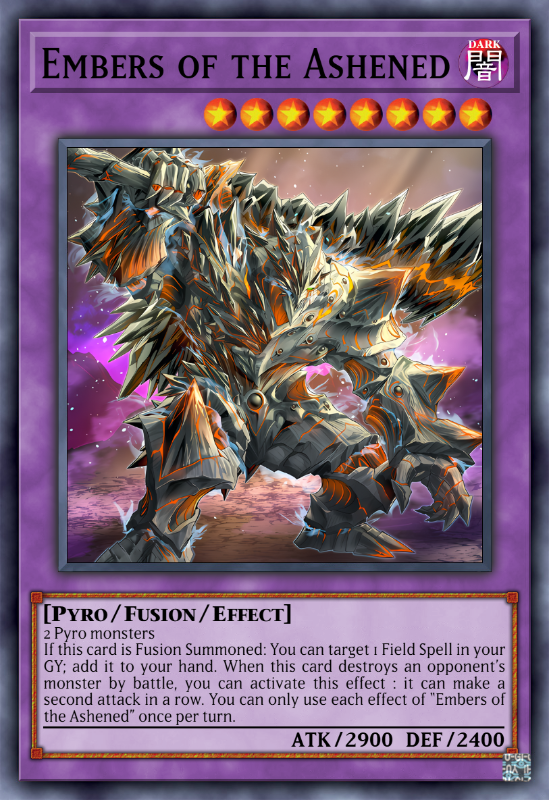 EMBERS OF THE ASHENED
DARK
闇
[PYRO/FUSION/EFFECT]
2 Pyro monsters
If this card is Fusion Summoned: You can target 1 Field Spell in your
GY; add it to your hand. When this card destroys an opponent's
monster by battle, you can activate this effect : it can make a
second attack in a row. You can only use each effect of "Embers of
the Ashened" once per turn.
ATK/2900 DEF/2400